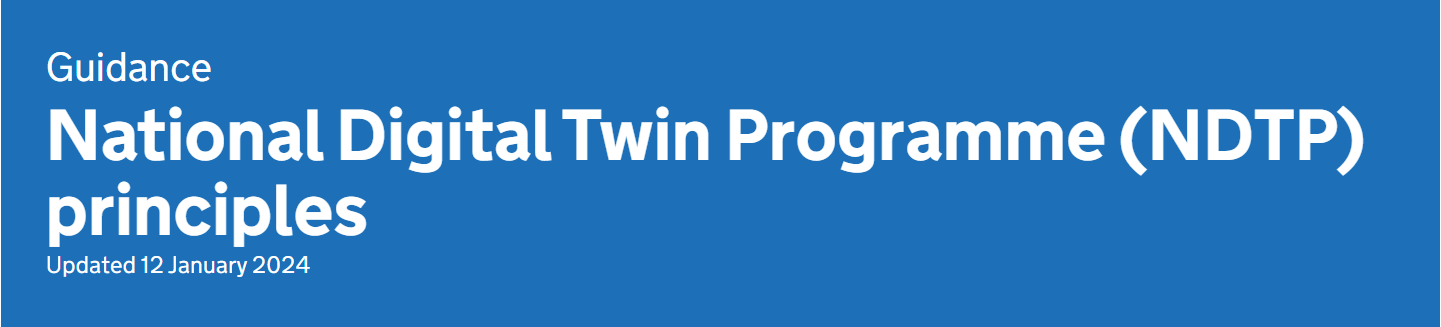 Guidance
National Digital Twin Programme (NDTP)
principles
Updated 12 January 2024